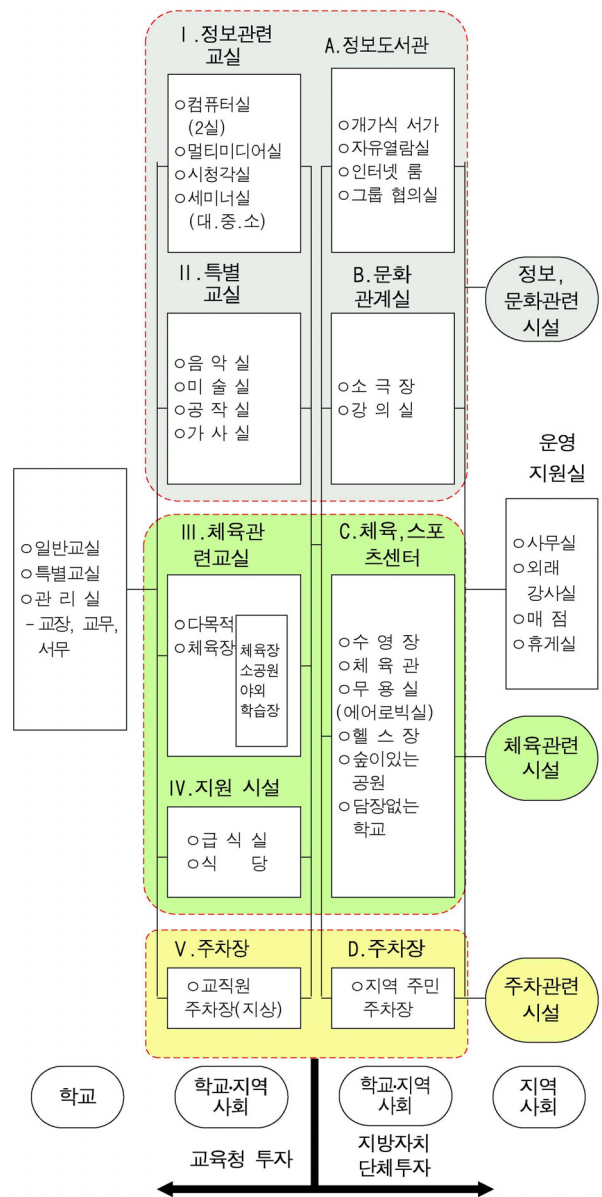 Ⅰ.정보관련
교실
○컴퓨터실
(2실)
○멀티미디어실
○시청각실
○세미너실
(대.중.소)
A.정보도서관
○개가식 서가
○자유열람실
○인터넷 룸
○그룹 협의실
Ⅱ.특별
교실
○음 악 실
○미 술 실
○공 작 실
○가 사 실
B.문화
관계실
○소 극 장
○강 의 실
정보,
문화관련
시설
○일반교실
○특별교실
○관 리 실
-교장, 교무,
서무
Ⅲ.체육관
련교실
○다목적
○체육장
체육장
소공원
야외
학습장
C.체육,스포
츠센터
○수 영 장
○체 육 관
○무 용 실
(에어로빅실)
○헬 스 장
○숲이있는
공원
○담장없는
학교
운영
지원실
○사무실
○외래
강사실
○매 점
○휴게실
체육관련
시설
Ⅳ.지원 시설
○급 식 실
○식 당
Ⅴ.주차장
○교직원
주차장(지상)
D.주차장
○지역 주민
주차장
주차관련
시설
학교
학교·지역
사회
학교·지역
사회
지역
사회
교육청 투자
지방자치
단체투자